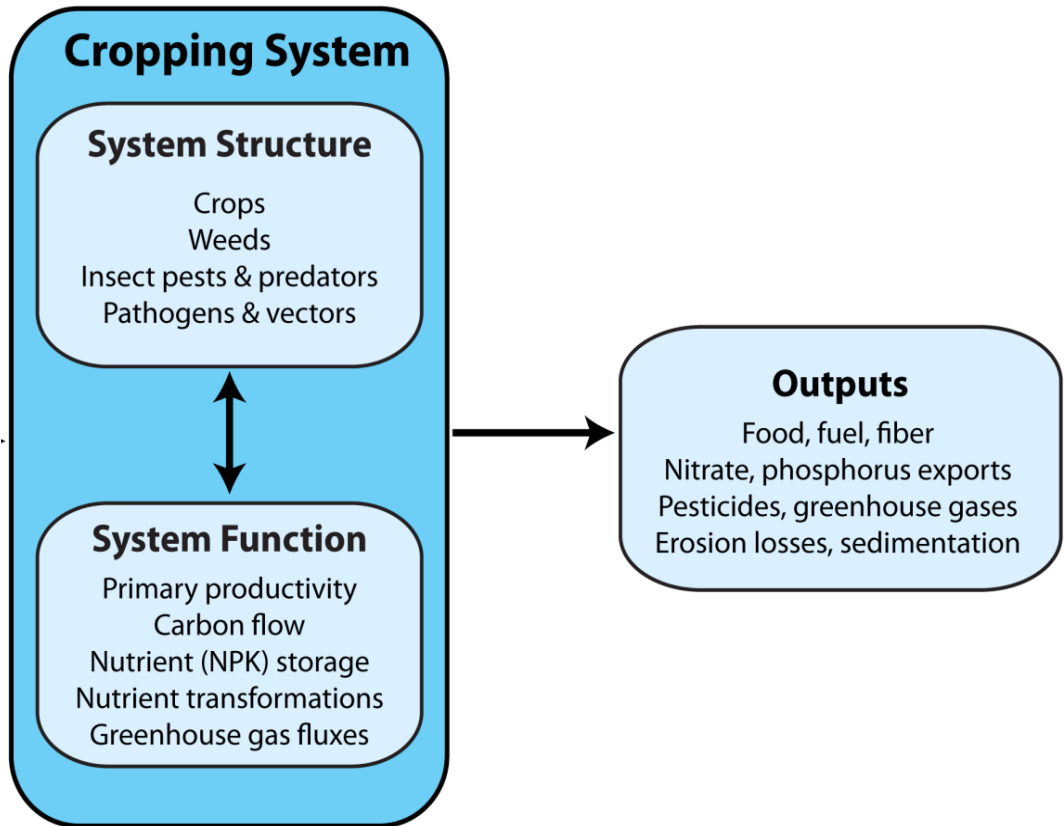 Cropping System
System Structure
Crops
Weeds
Insect pests & predators
Pathogens & vectors
System Function
Primary productivity
Carbon flow
Nutrient (NPK) storage
Nutrient transformations
Greenhouse gas fluxes
Outputs
Food, fuel, fiber
Nitrate, phosphorus exports
Pesticides, greenhouse gases
Erosion losses, sedimentation